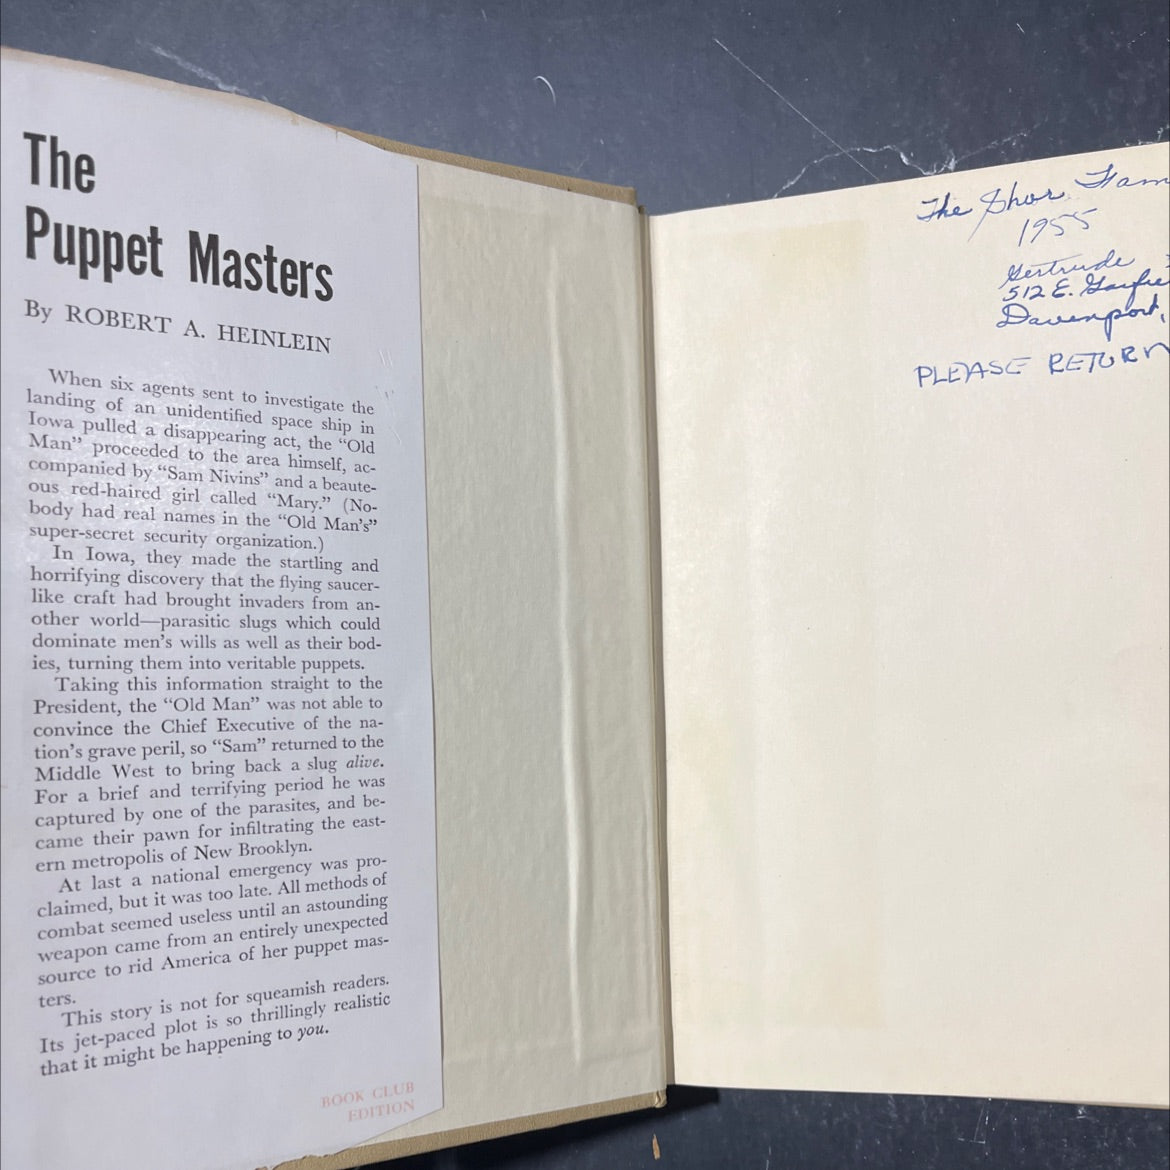 The
Puppet Masters
By ROBERT A. HEINLEIN
When six agents sent to investigate the
landing of an unidentified space ship in
Iowa pulled a disappearing act, the “Old
Man” proceeded to the area himself, ac-
companied by “Sam Nivins” and a beaute-
ous red-haired girl called “Mary.” (No-
body had real names in the “Old Man’s”
super-secret security organization.)
In Iowa, they made the startling and
horrifying discovery that the flying saucer-
like craft had brought invaders from an-
other world—parasitic slugs which could
dominate men’s wills as well as their bod-
ies, turning them into veritable puppets.
Taking this information straight to the
President, the “Old Man” was not able to
convince the Chief Executive of the na-
tion’s grave peril, so “Sam” returned to the
Middle West to bring back a slug alive.
For a brief and terrifying period he was
captured by one of the parasites, and be-
came their pawn for infiltrating the east-
ern metropolis of New Brooklyn.
At last a national emergency was pro-
claimed, but it was too late. All methods of
combat seemed useless until an astounding
weapon came from an entirely unexpected
source to rid America of her puppet mas-
ters.
This story is not for squeamish readers.
Its jet-paced plot is so thrillingly realistic
that it might be happening to you.
BOOK CLUB
EDITION
The Fam
1955
Gertrude
512 E.
Davenport,
PLEASE RETURN